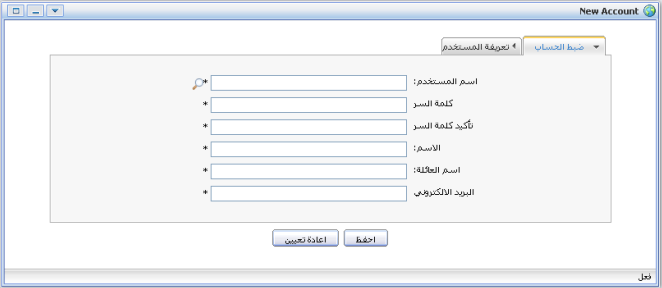 New Account
ضبط الحساب
تعريفة المستخدم
اسم المستخدم:
*
كلمة السر
*
تأكيد كلمة السر
*
الاسم:
*
اسم العائلة:
*
البريد الالكتروني
*
احفظ
اعادة تعيين
فعل